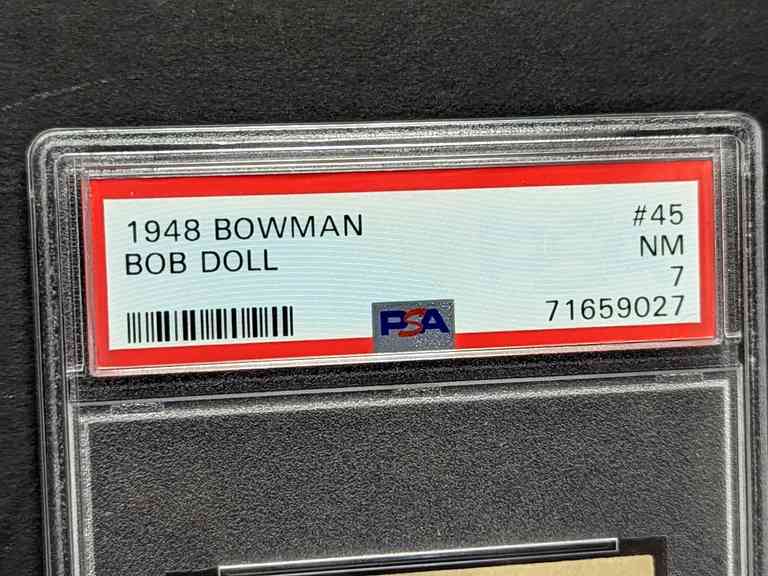 1948 BOWMAN #45
BOB DOLL NM
7
PSA 71659027